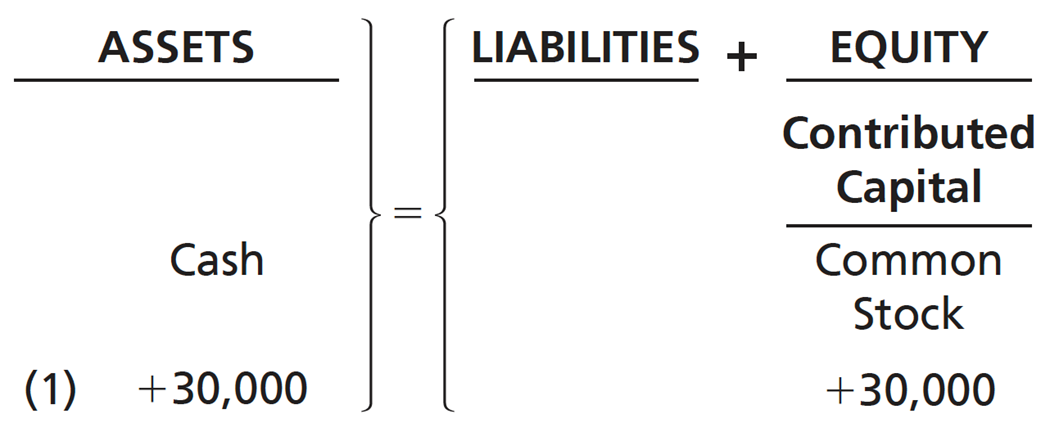 ASSETS = LIABILITIES + EQUITY
Contributed
Capital
Cash Common
Stock
(1) +30,000 +30,000